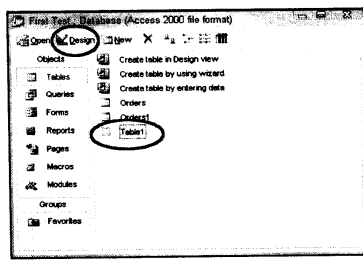 First Test : Database (Access 2000 file format)
Open Design New
Objects
Tables
Queries
Forms
Reports
Pages
Macros
Modules
Groups
Favorites
Create table in Design view
Create table by using wizard
Create table by entering data
Orders
Orders1
Table1